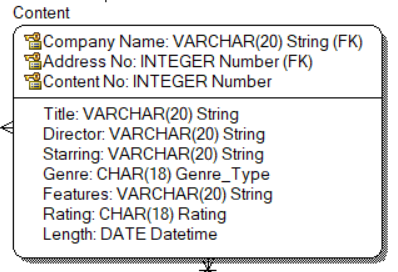 Content
Company Name: VARCHAR(20) String (FK)
Address No: INTEGER Number (FK)
Content No: INTEGER Number
Title: VARCHAR(20) String
Director: VARCHAR(20) String
Starring: VARCHAR(20) String
Genre: CHAR(18) Genre_Type
Features: VARCHAR(20) String
Rating: CHAR(18) Rating
Length: DATE Datetime